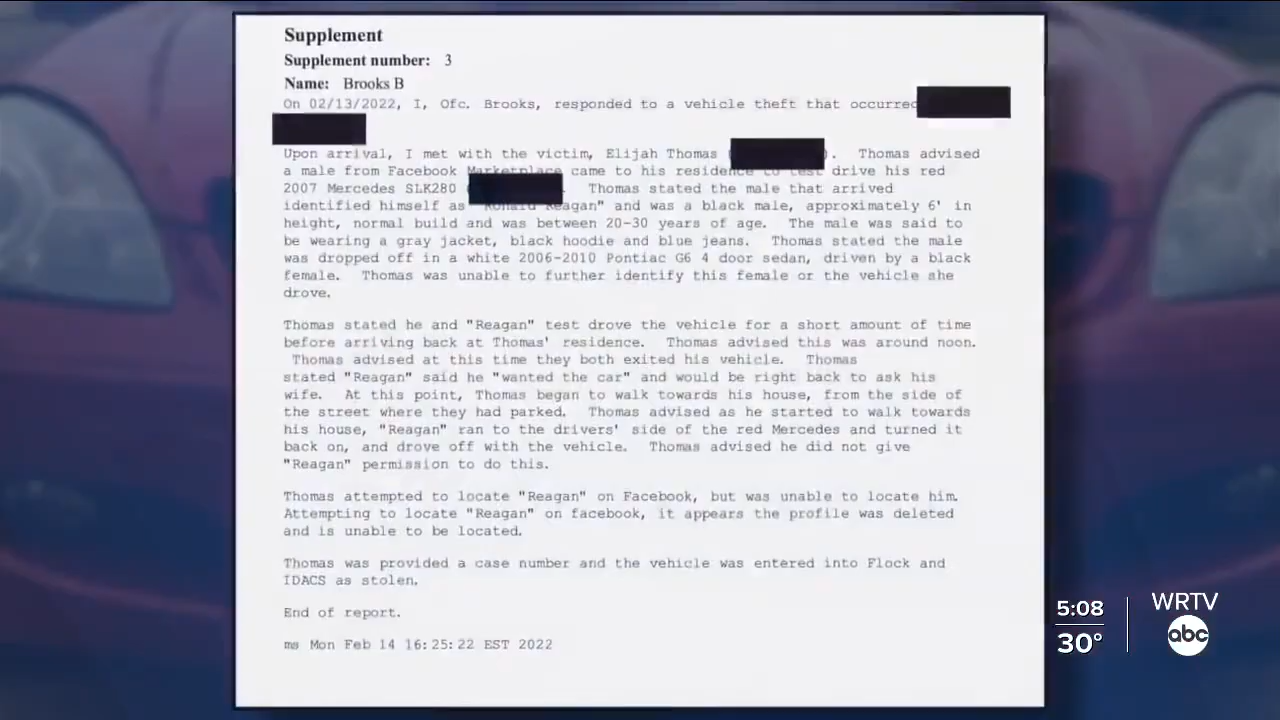 Supplement
Supplement number: 3
Name: Brooks B
On 02/13/2022, I, Ofc. Brooks, responded to a vehicle theft that occurred
Upon arrival, I met with the victim, Elijah Thomas ( ). Thomas advised
a male from Facebook Marketplace came to his residence to test drive his red
2007 Mercedes SLK280 ( . Thomas stated the male that arrived
identified himself as "Ronald Reagan" and was a black male, approximately 6' in
height, normal build and was between 20-30 years of age. The male was said to
be wearing a gray jacket, black hoodie and blue jeans. Thomas stated the male
was dropped off in a white 2006-2010 Pontiac G6 4 door sedan, driven by a black
female. Thomas was unable to further identify this female or the vehicle she
drove.
Thomas stated he and "Reagan" test drove the vehicle for a short amount of time
before arriving back at Thomas' residence. Thomas advised this was around noon.
Thomas advised at this time they both exited his vehicle. Thomas
stated "Reagan" said he "wanted the car" and would be right back to ask his
wife. At this point, Thomas began to walk towards his house, from the side of
the street where they had parked. Thomas advised as he started to walk towards
his house, "Reagan" ran to the drivers' side of the red Mercedes and turned it
back on, and drove off with the vehicle. Thomas advised he did not give
"Reagan" permission to do this.
Thomas attempted to locate "Reagan" on Facebook, but was unable to locate him.
Attempting to locate "Reagan" on facebook, it appears the profile was deleted
and is unable to be located.
Thomas was provided a case number and the vehicle was entered into Flock and
IDACS as stolen.
End of report.
ms Mon Feb 14 16:25:22 EST 2022
5:08
30°
WRTV
abc